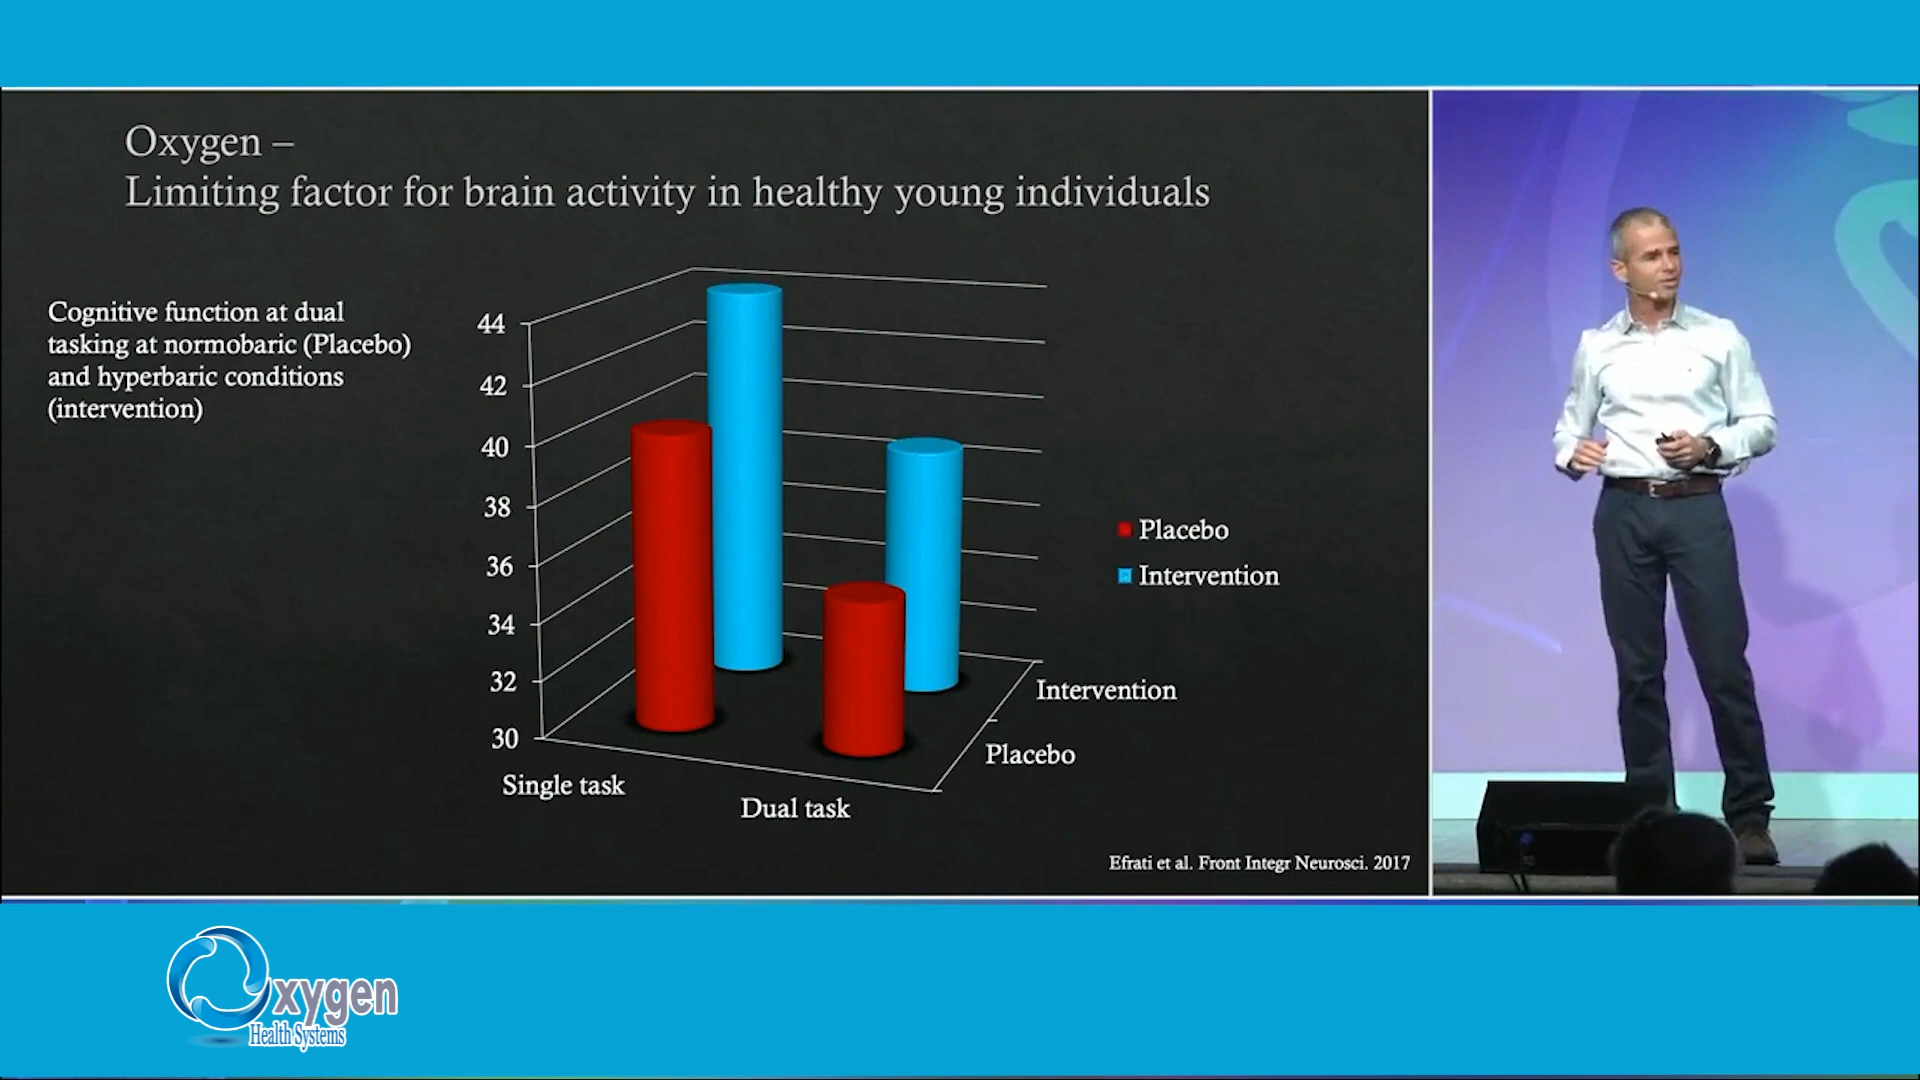 Oxygen –
Limiting factor for brain activity in healthy young individuals
Cognitive function at dual
tasking at normobaric (Placebo)
and hyperbaric conditions
(intervention)
44
42
40
38
36
34
32
30
Single task
Dual task
Placebo
Intervention
Intervention
Placebo
Efrati et al. Front Integr Neurosci. 2017
Oxygen
Health Systems